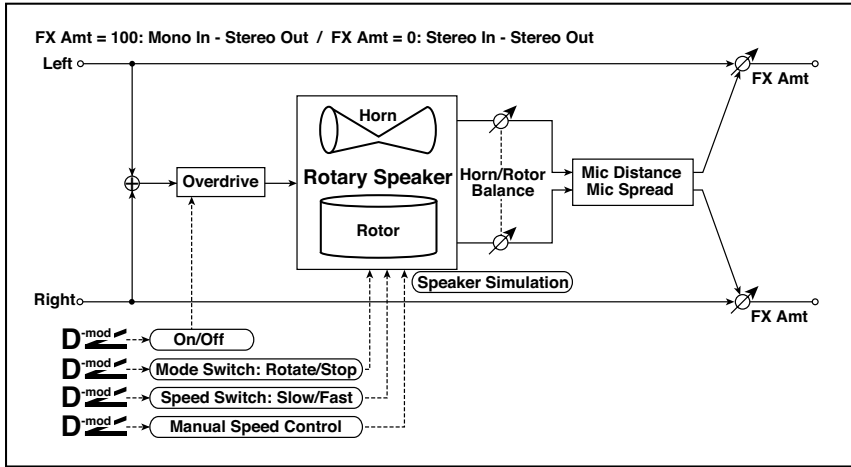 FX Amt = 100: Mono In - Stereo Out / FX Amt = 0: Stereo In - Stereo Out
Left
FX Amt
Horn
Overdrive
Rotary Speaker
Horn/Rotor
Balance
Mic Distance
Mic Spread
Rotor
Speaker Simulation
Right
FX Amt
D-mod
On/Off
D-mod
Mode Switch: Rotate/Stop
D-mod
Speed Switch: Slow/Fast
D-mod
Manual Speed Control